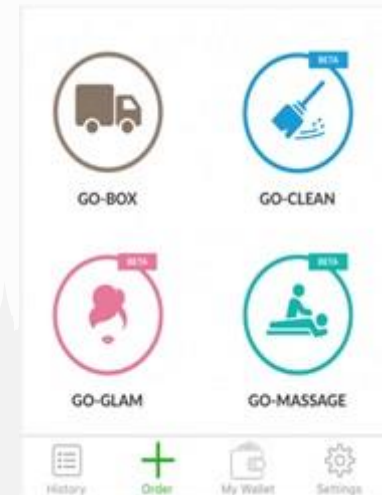 BETA
GO-BOX GO-CLEAN
BETA BETA
GO-GLAM GO-MASSAGE
History Order My Wallet Settings